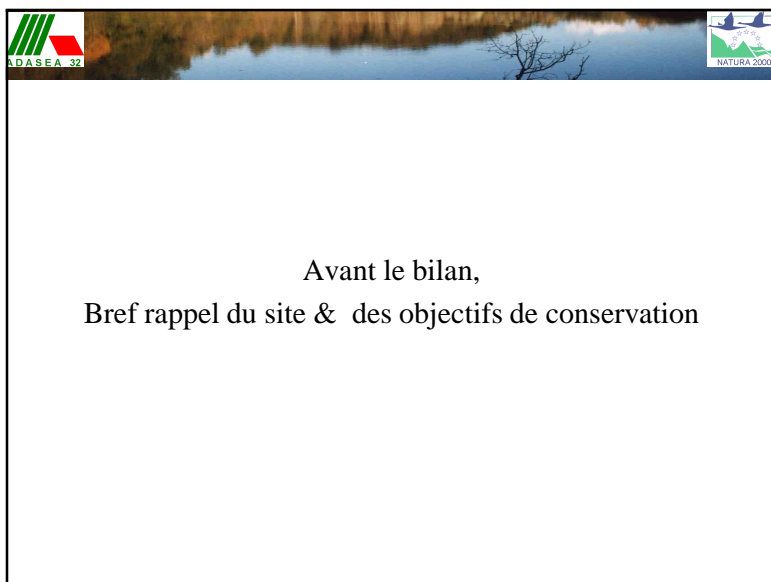 ADASEA 32
NATURA 2000
Avant le bilan,
Bref rappel du site & des objectifs de conservation